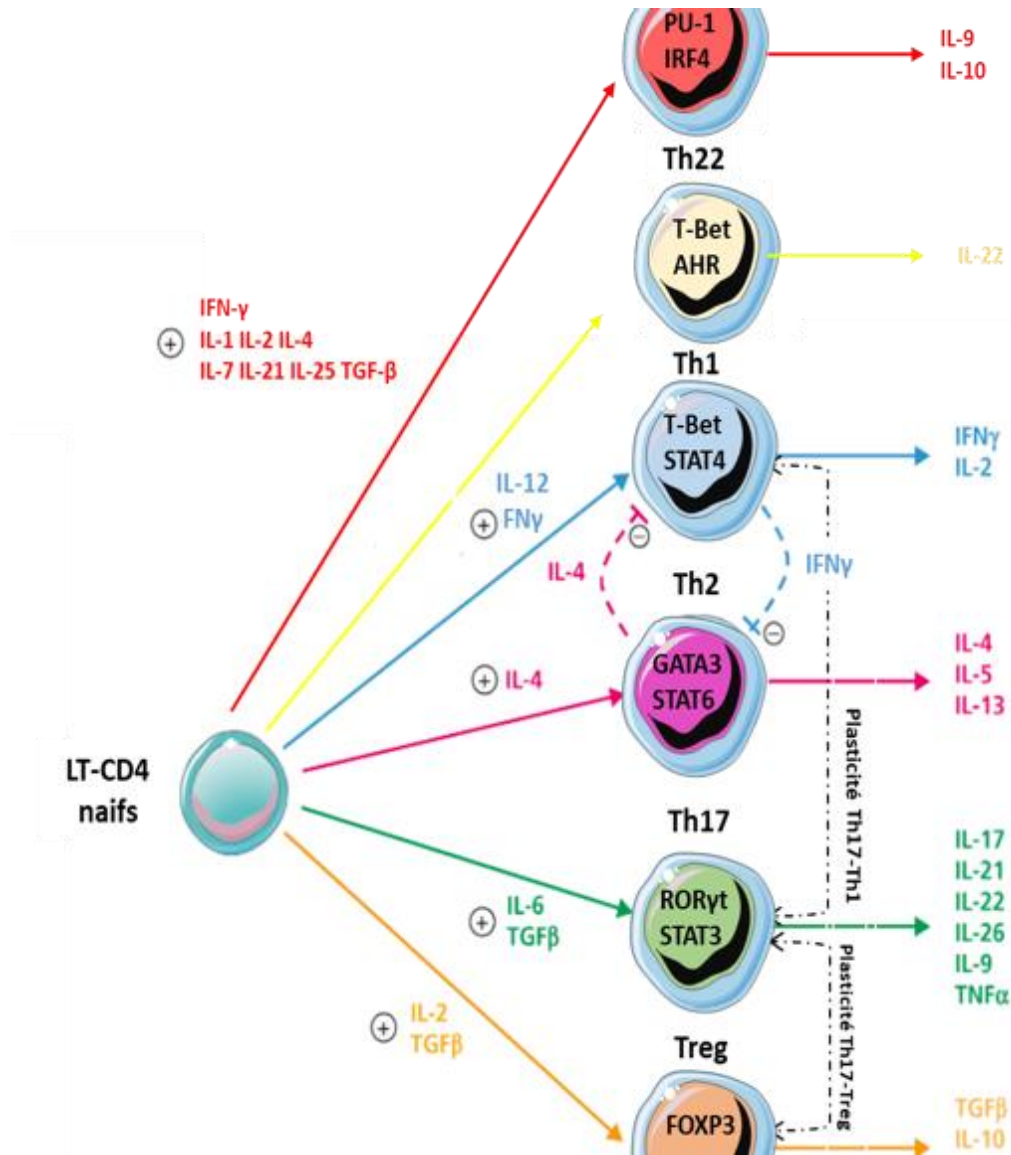 PU-1
IRF4
IL-9
IL-10
Th22
T-Bet
AHR
IL-22
IFN-γ
+ IL-1 IL-2 IL-4
IL-7 IL-21 IL-25 TGF-β
Th1
T-Bet
STAT4
IFNγ
IL-2
IL-12
+ FNγ
−
IL-4
IFNγ
Th2
−
GATA3
STAT6
+ IL-4
IL-4
IL-5
IL-13
LT-CD4
naifs
Plasticité Th17-Th1
Th17
RORγt
STAT3
+ IL-6
TGFβ
IL-17
IL-21
IL-22
IL-26
IL-9
TNFα
Plasticité Th17-Treg
+ IL-2
TGFβ
Treg
FOXP3
TGFβ
IL-10